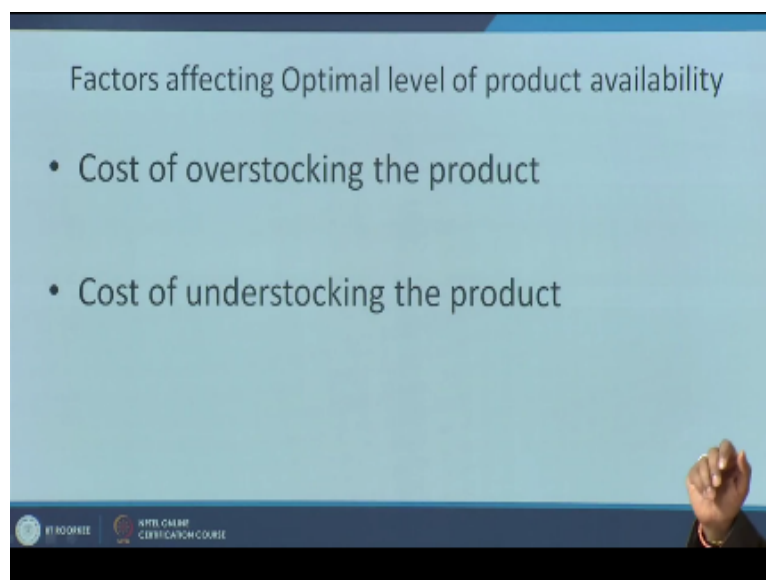 Factors affecting Optimal level of product availability
• Cost of overstocking the product
• Cost of understocking the product
IIT ROORKEE
NPTEL ONLINE
CERTIFICATION COURSE